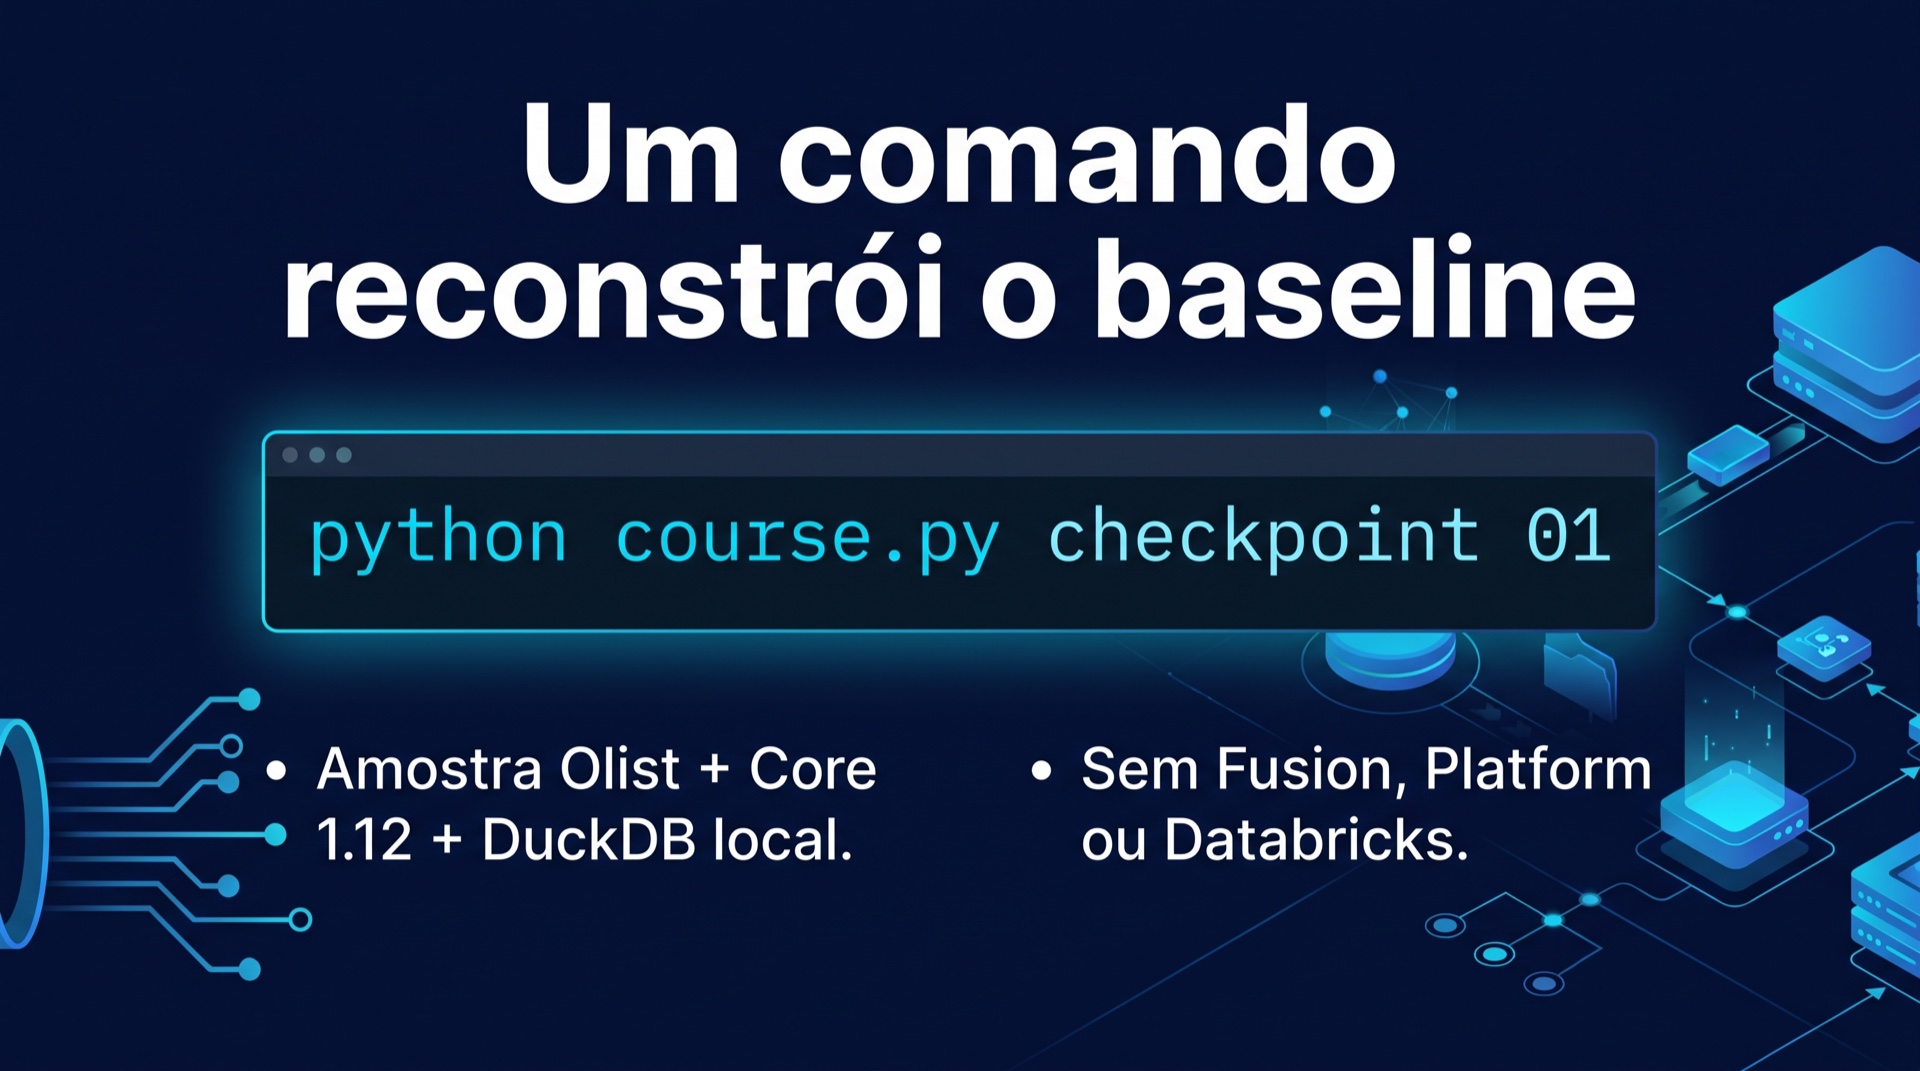 Um comando
reconstrói o baseline
python course.py checkpoint 01
• Amostra Olist + Core
1.12 + DuckDB local.
• Sem Fusion, Platform
ou Databricks.